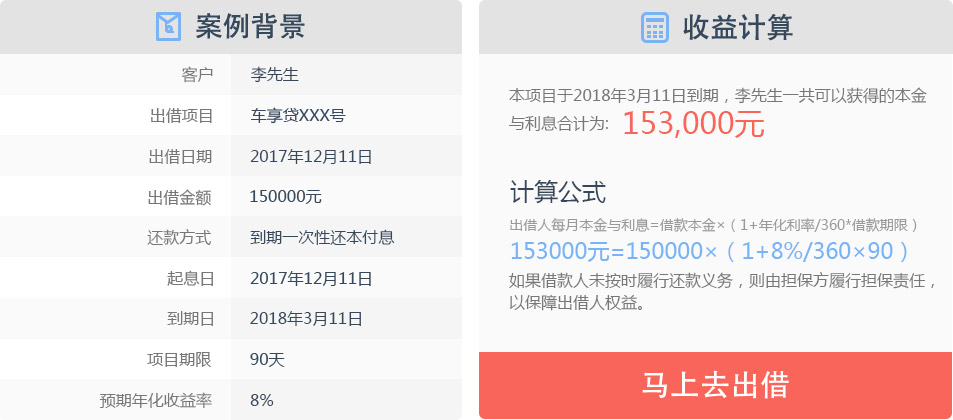 案例背景
客户 李先生
出借项目 车享贷XXX号
出借日期 2017年12月11日
出借金额 150000元
还款方式 到期一次性还本付息
起息日 2017年12月11日
到期日 2018年3月11日
项目期限 90天
预期年化收益率 8%
收益计算
本项目于2018年3月11日到期，李先生一共可以获得的本金
与利息合计为: 153,000元
计算公式
出借人每月本金与利息=借款本金×（1+年化利率/360*借款期限）
153000元=150000×（1+8%/360×90）
如果借款人未按时履行还款义务，则由担保方履行担保责任，
以保障出借人权益。
马上去出借